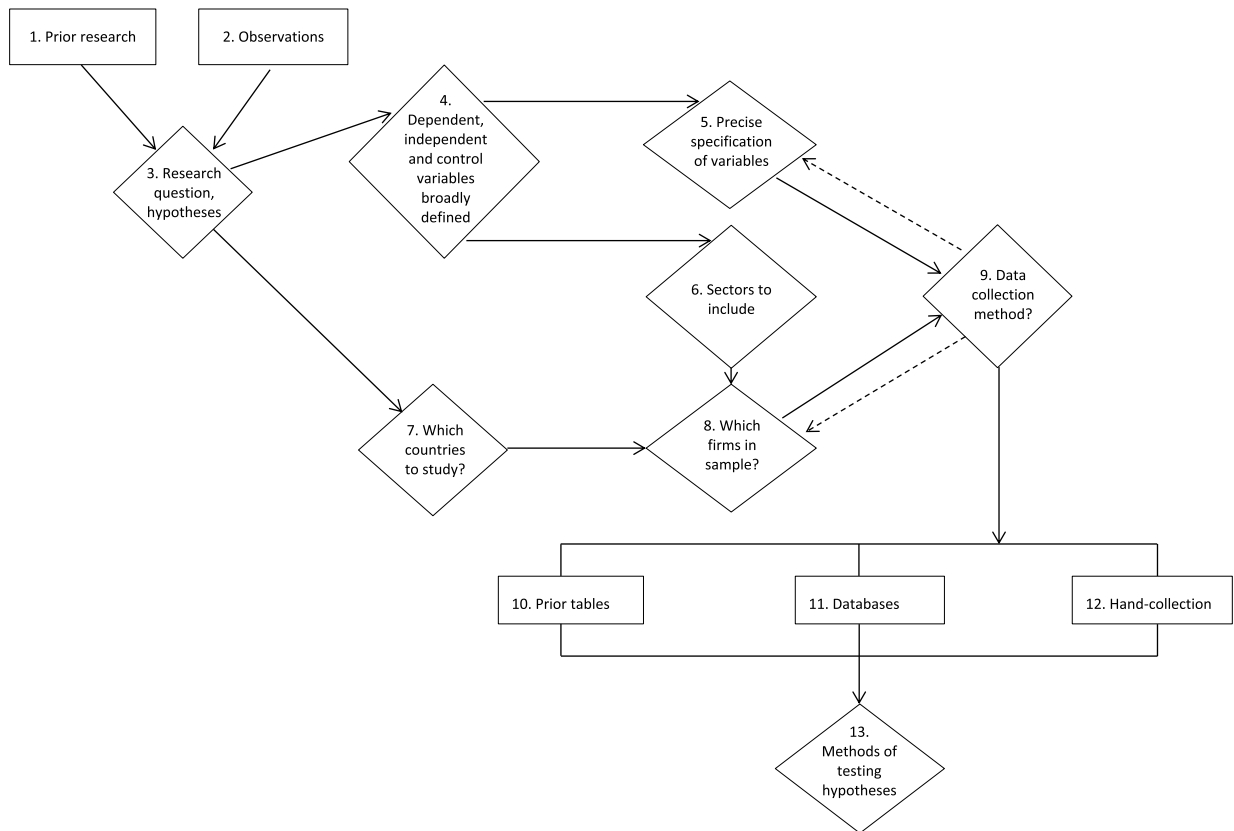 1. Prior research
2. Observations
3. Research
question,
hypotheses
4.
Dependent,
independent
and control
variables
broadly
defined
5. Precise
specification
of variables
6. Sectors to
include
7. Which
countries
to study?
8. Which
firms in
sample?
9. Data
collection
method?
10. Prior tables
11. Databases
12. Hand-collection
13.
Methods of
testing
hypotheses